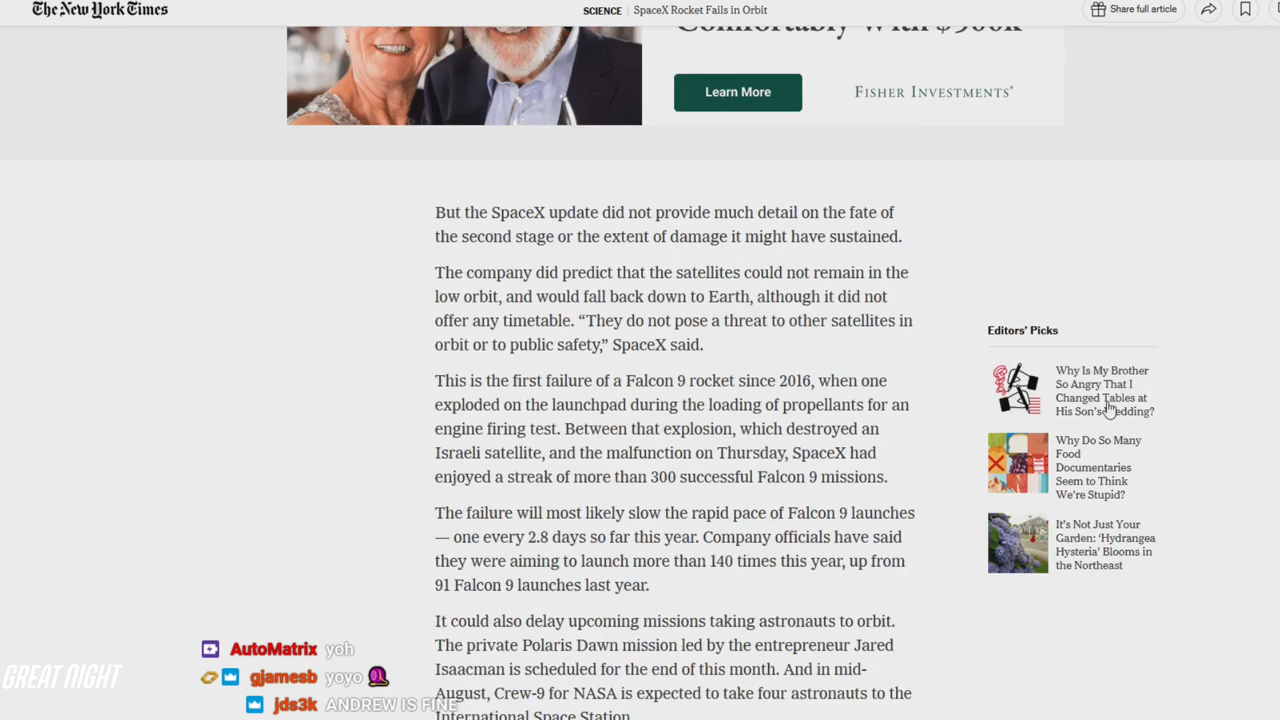 The New York Times
SCIENCE | SpaceX Rocket Fails in Orbit
Share full article
Comfortably With $500k
Learn More
FISHER INVESTMENTS
But the SpaceX update did not provide much detail on the fate of
the second stage or the extent of damage it might have sustained.
The company did predict that the satellites could not remain in the
low orbit, and would fall back down to Earth, although it did not
offer any timetable. “They do not pose a threat to other satellites in
orbit or to public safety,” SpaceX said.
This is the first failure of a Falcon 9 rocket since 2016, when one
exploded on the launchpad during the loading of propellants for an
engine firing test. Between that explosion, which destroyed an
Israeli satellite, and the malfunction on Thursday, SpaceX had
enjoyed a streak of more than 300 successful Falcon 9 missions.
The failure will most likely slow the rapid pace of Falcon 9 launches
— one every 2.8 days so far this year. Company officials have said
they were aiming to launch more than 140 times this year, up from
91 Falcon 9 launches last year.
It could also delay upcoming missions taking astronauts to orbit.
The private Polaris Dawn mission led by the entrepreneur Jared
Isaacman is scheduled for the end of this month. And in mid-
August, Crew-9 for NASA is expected to take four astronauts to the
International Space Station.
Editors’ Picks
Why Is My Brother
So Angry That I
Changed Tables at
His Son’s Wedding?
Why Do So Many
Food
Documentaries
Seem to Think
We’re Stupid?
It’s Not Just Your
Garden: ‘Hydrangea
Hysteria’ Blooms in
the Northeast
AutoMatrix yoh
gjamesb yoyo
jds3k ANDREW IS FINE
GREAT NIGHT